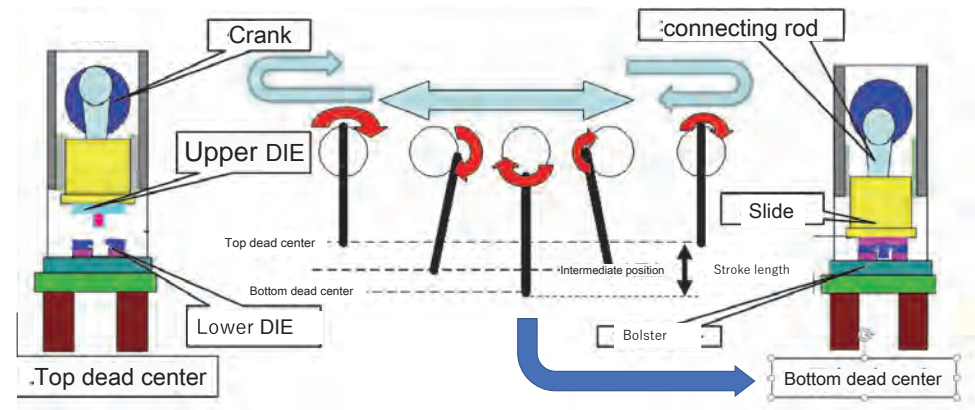 Crank
connecting rod
Upper DIE
Slide
Top dead center
Intermediate position
Stroke length
Bottom dead center
Lower DIE
Bolster
.Top dead center
Bottom dead center